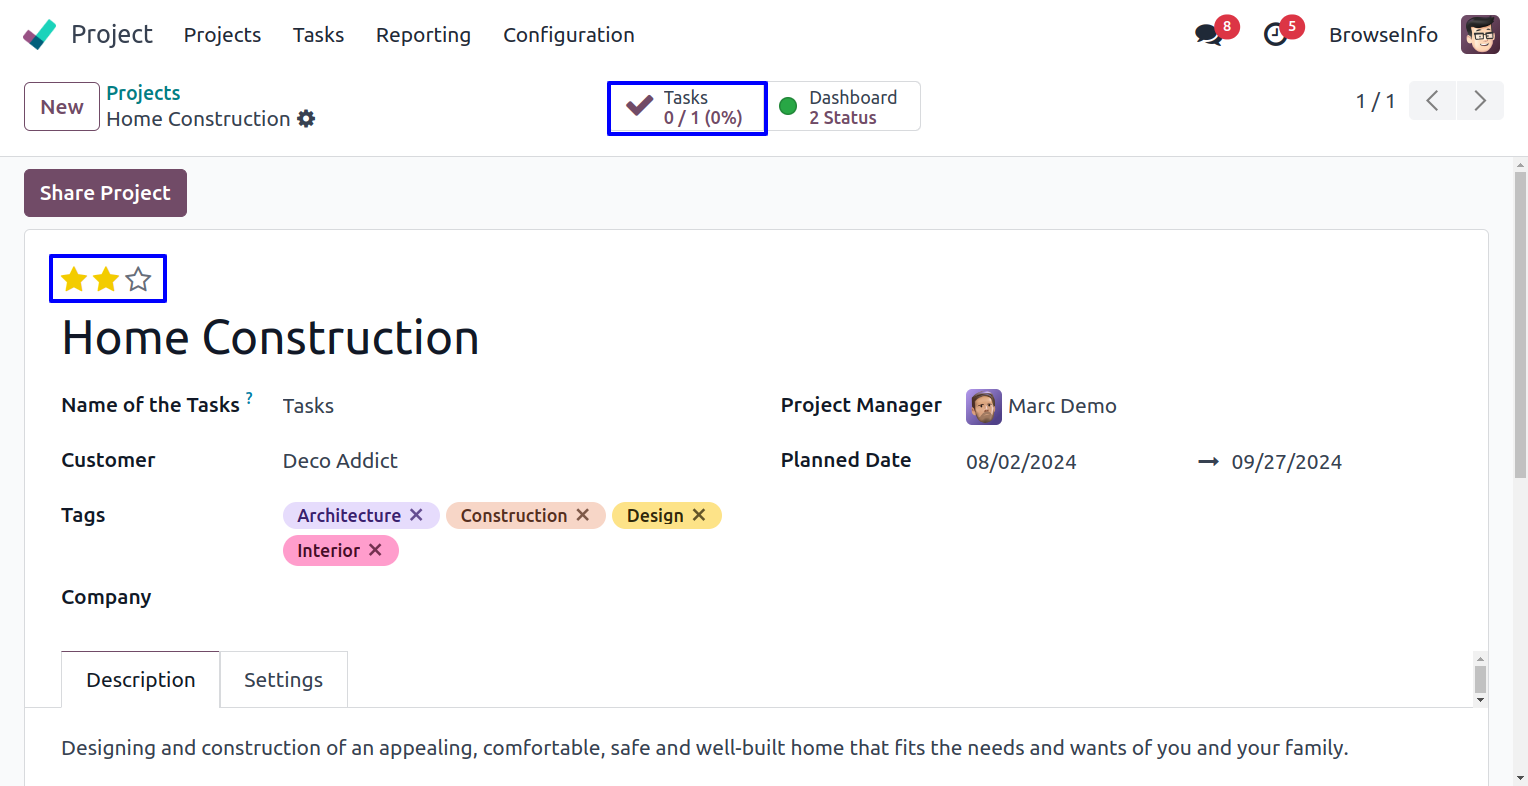 Project Projects Tasks Reporting Configuration 8 5 BrowseInfo
New
Projects
Home Construction
Tasks
0 / 1 (0%)
Dashboard
2 Status
1 / 1
Share Project
Home Construction
Name of the Tasks ? Tasks
Project Manager Marc Demo
Customer Deco Addict
Planned Date 08/02/2024 → 09/27/2024
Tags Architecture ✕ Construction ✕ Design ✕
Interior ✕
Company
Description Settings
Designing and construction of an appealing, comfortable, safe and well-built home that fits the needs and wants of you and your family.